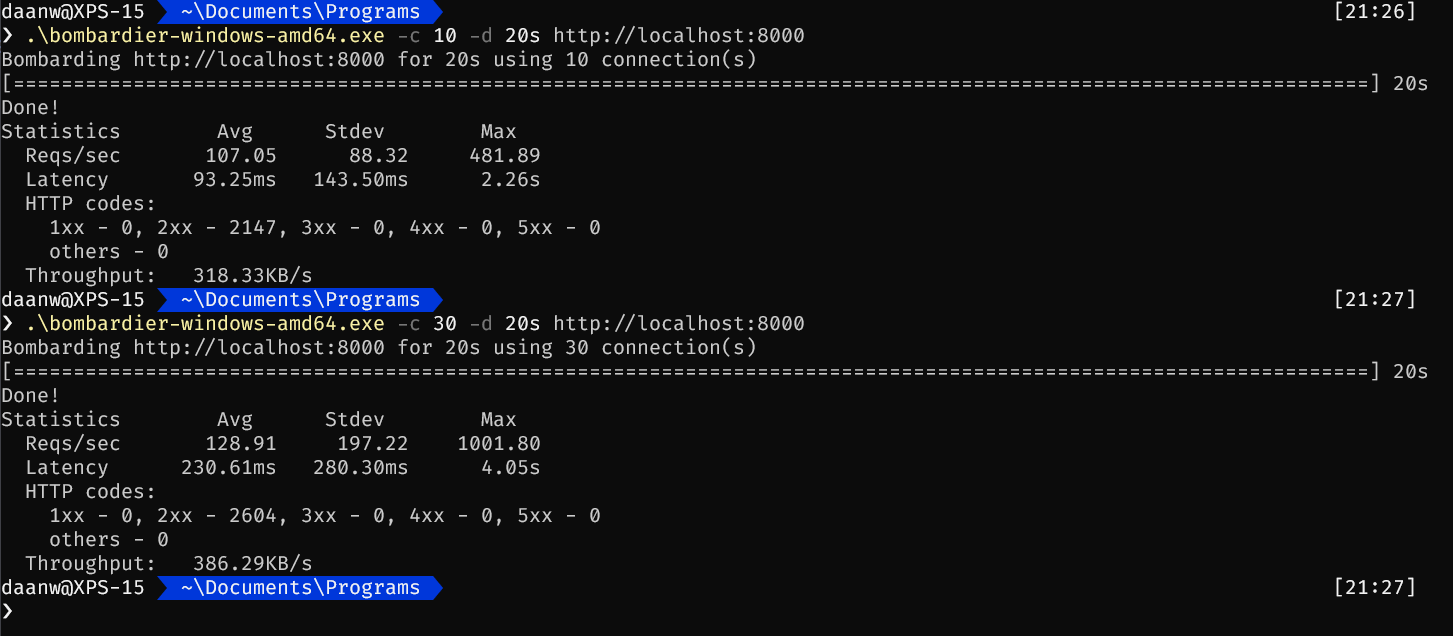 daanw@XPS-15 ~\Documents\Programs [21:26]
❯ .\bombardier-windows-amd64.exe -c 10 -d 20s http://localhost:8000
Bombarding http://localhost:8000 for 20s using 10 connection(s)
[=================================================================================================================] 20s
Done!
Statistics        Avg      Stdev        Max
  Reqs/sec       107.05      88.32     481.89
  Latency       93.25ms   143.50ms      2.26s
  HTTP codes:
    1xx - 0, 2xx - 2147, 3xx - 0, 4xx - 0, 5xx - 0
    others - 0
  Throughput:   318.33KB/s
daanw@XPS-15 ~\Documents\Programs [21:27]
❯ .\bombardier-windows-amd64.exe -c 30 -d 20s http://localhost:8000
Bombarding http://localhost:8000 for 20s using 30 connection(s)
[=================================================================================================================] 20s
Done!
Statistics        Avg      Stdev        Max
  Reqs/sec       128.91     197.22    1001.80
  Latency      230.61ms   280.30ms      4.05s
  HTTP codes:
    1xx - 0, 2xx - 2604, 3xx - 0, 4xx - 0, 5xx - 0
    others - 0
  Throughput:   386.29KB/s
daanw@XPS-15 ~\Documents\Programs [21:27]
❯